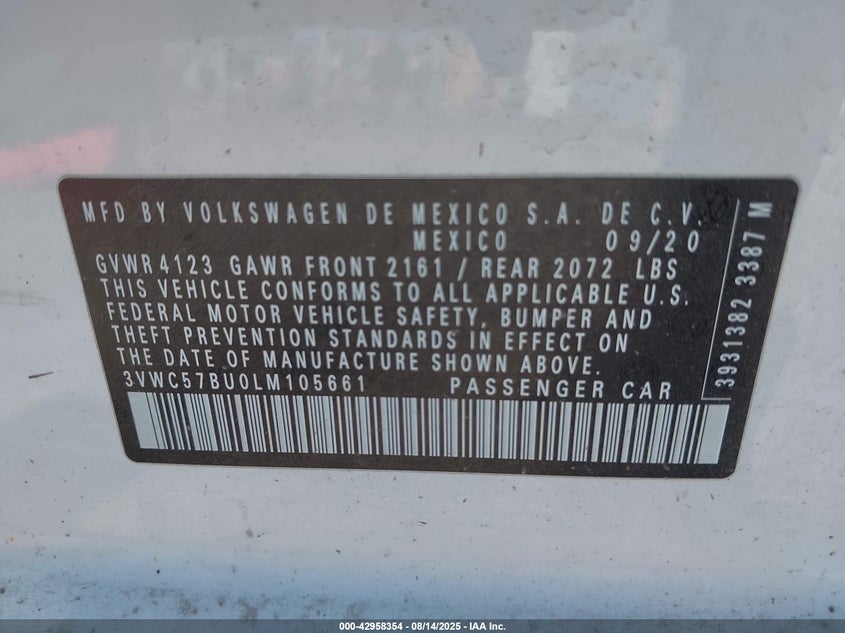 MFD BY VOLKSWAGEN DE MEXICO S.A. DE C.V.
MEXICO 09/20
GVWR 4123 GAWR FRONT 2161 / REAR 2072 LBS
THIS VEHICLE CONFORMS TO ALL APPLICABLE U.S.
FEDERAL MOTOR VEHICLE SAFETY, BUMPER AND
THEFT PREVENTION STANDARDS IN EFFECT ON
THE DATE OF MANUFACTURE SHOWN ABOVE.
3VWC57BU0LM105661 PASSENGER CAR
3931382 3387 M
000-42958354 - 08/14/2025 - IAA Inc.